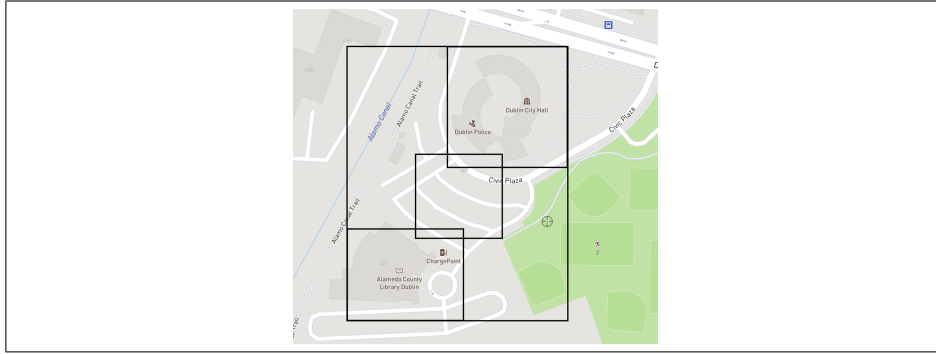 Alamo Canal
Alamo Canal Trail
Dublin City Hall
Dublin Police
Civic Plaza
Civic Plaza
Alamo Canal Trail
ChargePoint
Alameda County
Library Dublin
2